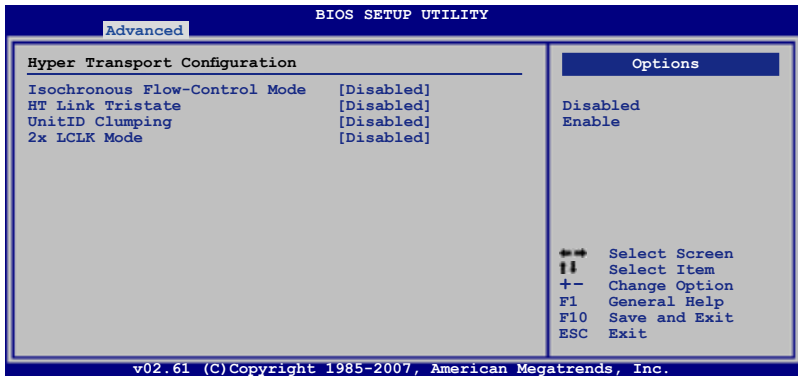 BIOS SETUP UTILITY
Advanced
Hyper Transport Configuration
Isochronous Flow-Control Mode [Disabled]
HT Link Tristate [Disabled]
UnitID Clumping [Disabled]
2x LCLK Mode [Disabled]
Options
Disabled
Enable
←→ Select Screen
↑↓ Select Item
+- Change Option
F1 General Help
F10 Save and Exit
ESC Exit
v02.61 (C)Copyright 1985-2007, American Megatrends, Inc.